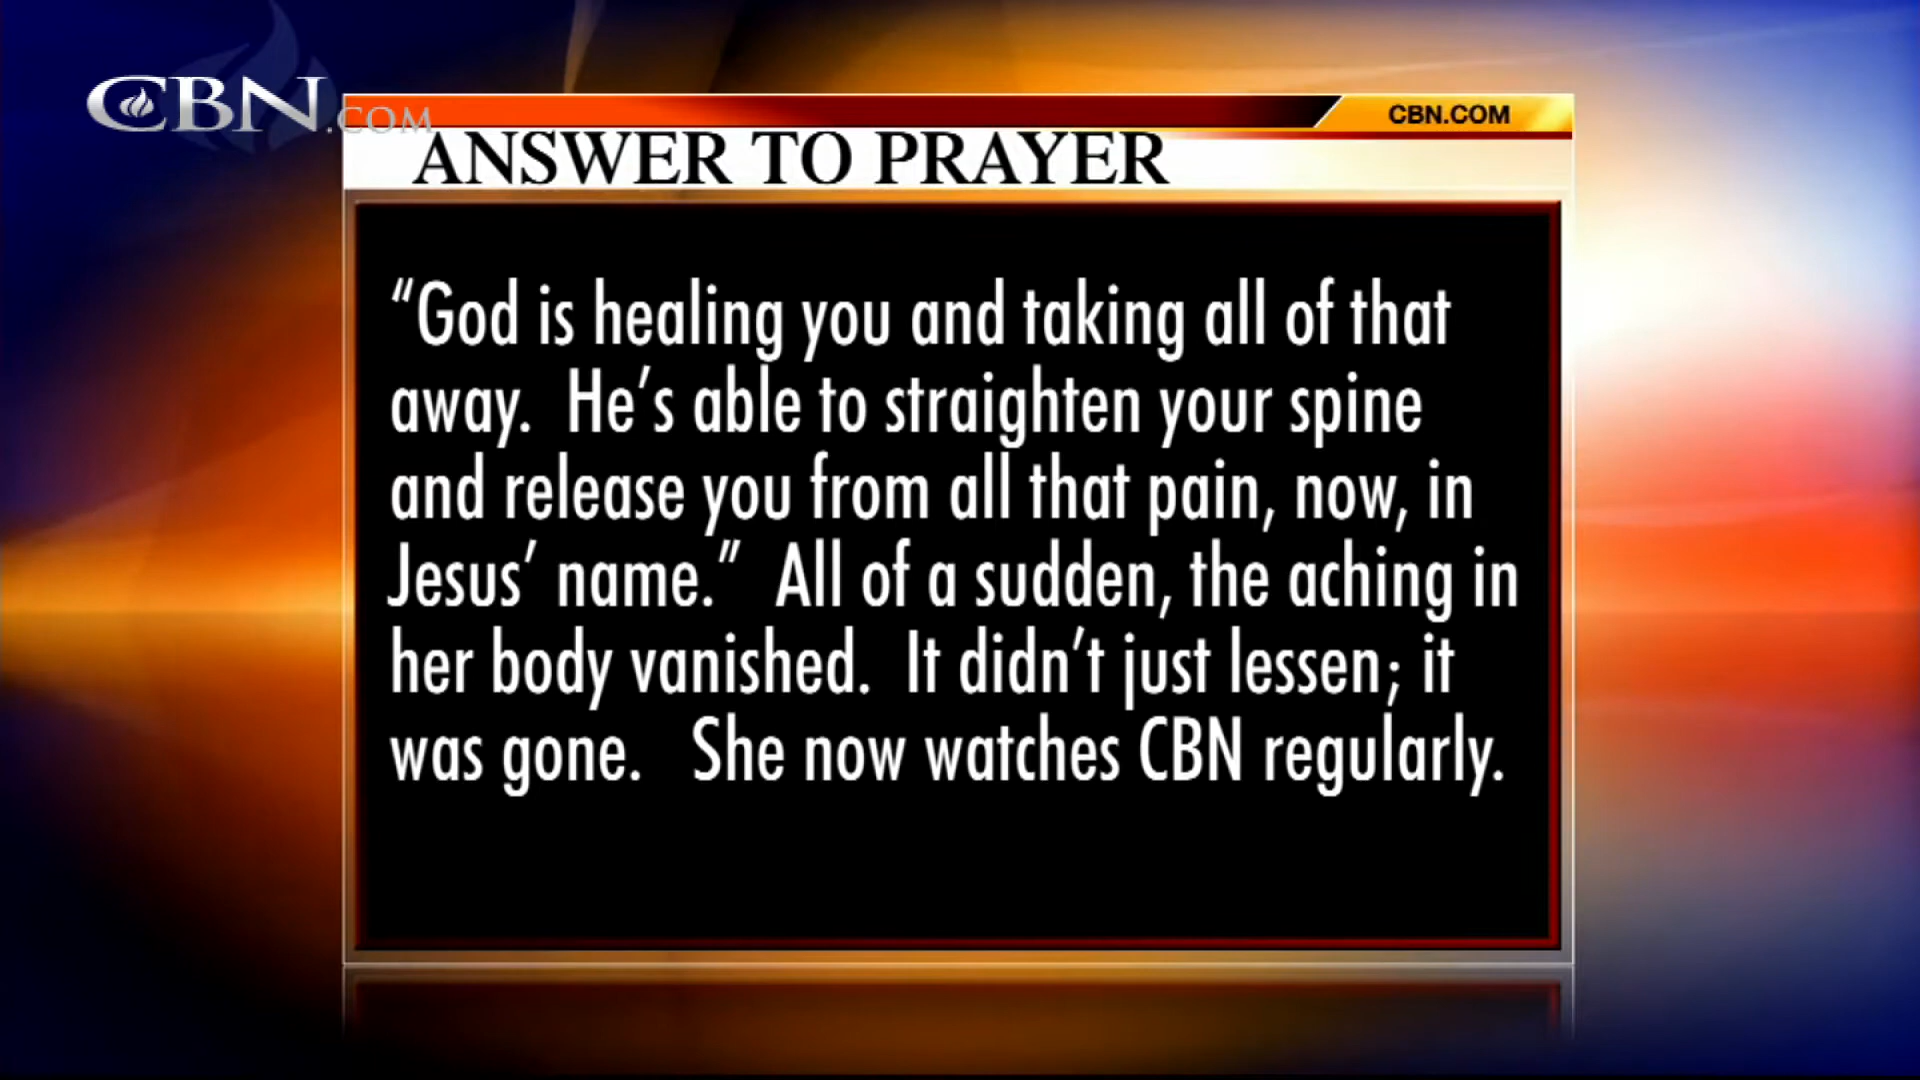 CBN.COM
CBN.COM
ANSWER TO PRAYER
“God is healing you and taking all of that
away.  He’s able to straighten your spine
and release you from all that pain, now, in
Jesus’ name.”  All of a sudden, the aching in
her body vanished.  It didn’t just lessen; it
was gone.   She now watches CBN regularly.